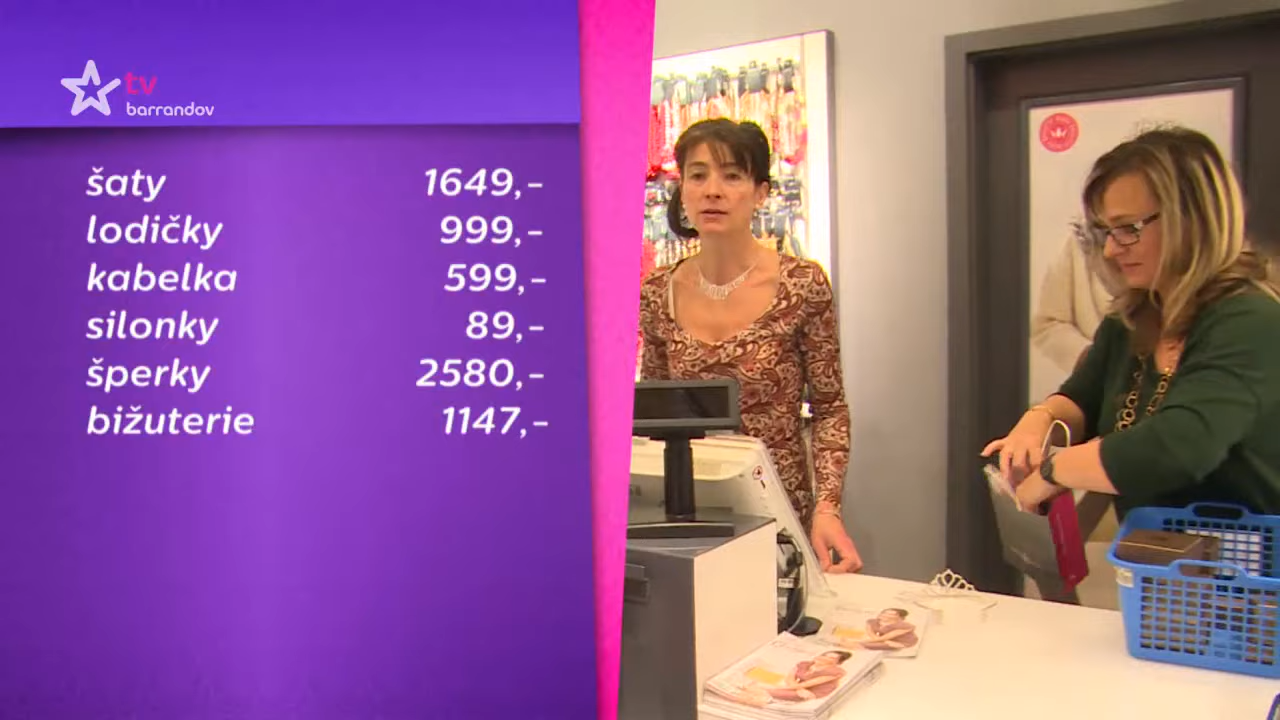 tv
barrandov
šaty 1649,-
lodičky 999,-
kabelka 599,-
silonky 89,-
šperky 2580,-
bižuterie 1147,-